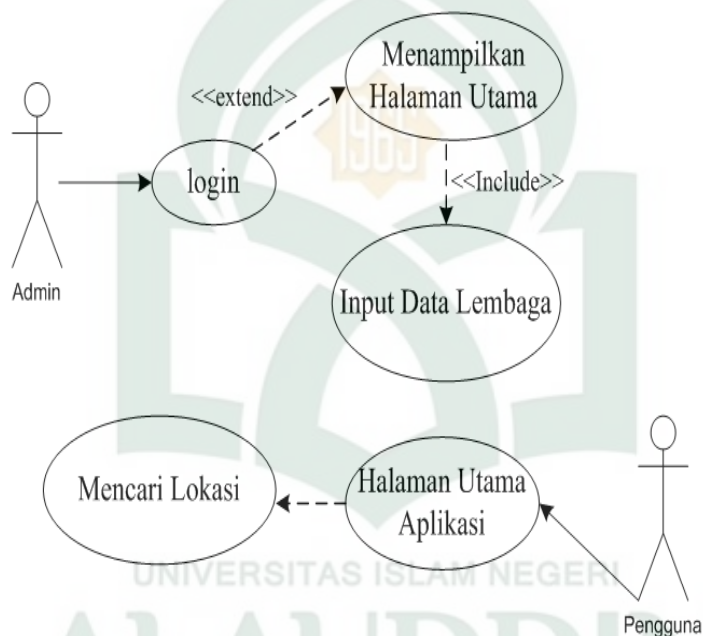 Menampilkan
Halaman Utama
<<extend>>
1965
login
<<Include>>
Admin
Input Data Lembaga
Mencari Lokasi
Halaman Utama
Aplikasi
UNIVERSITAS ISLAM NEGERI
Pengguna